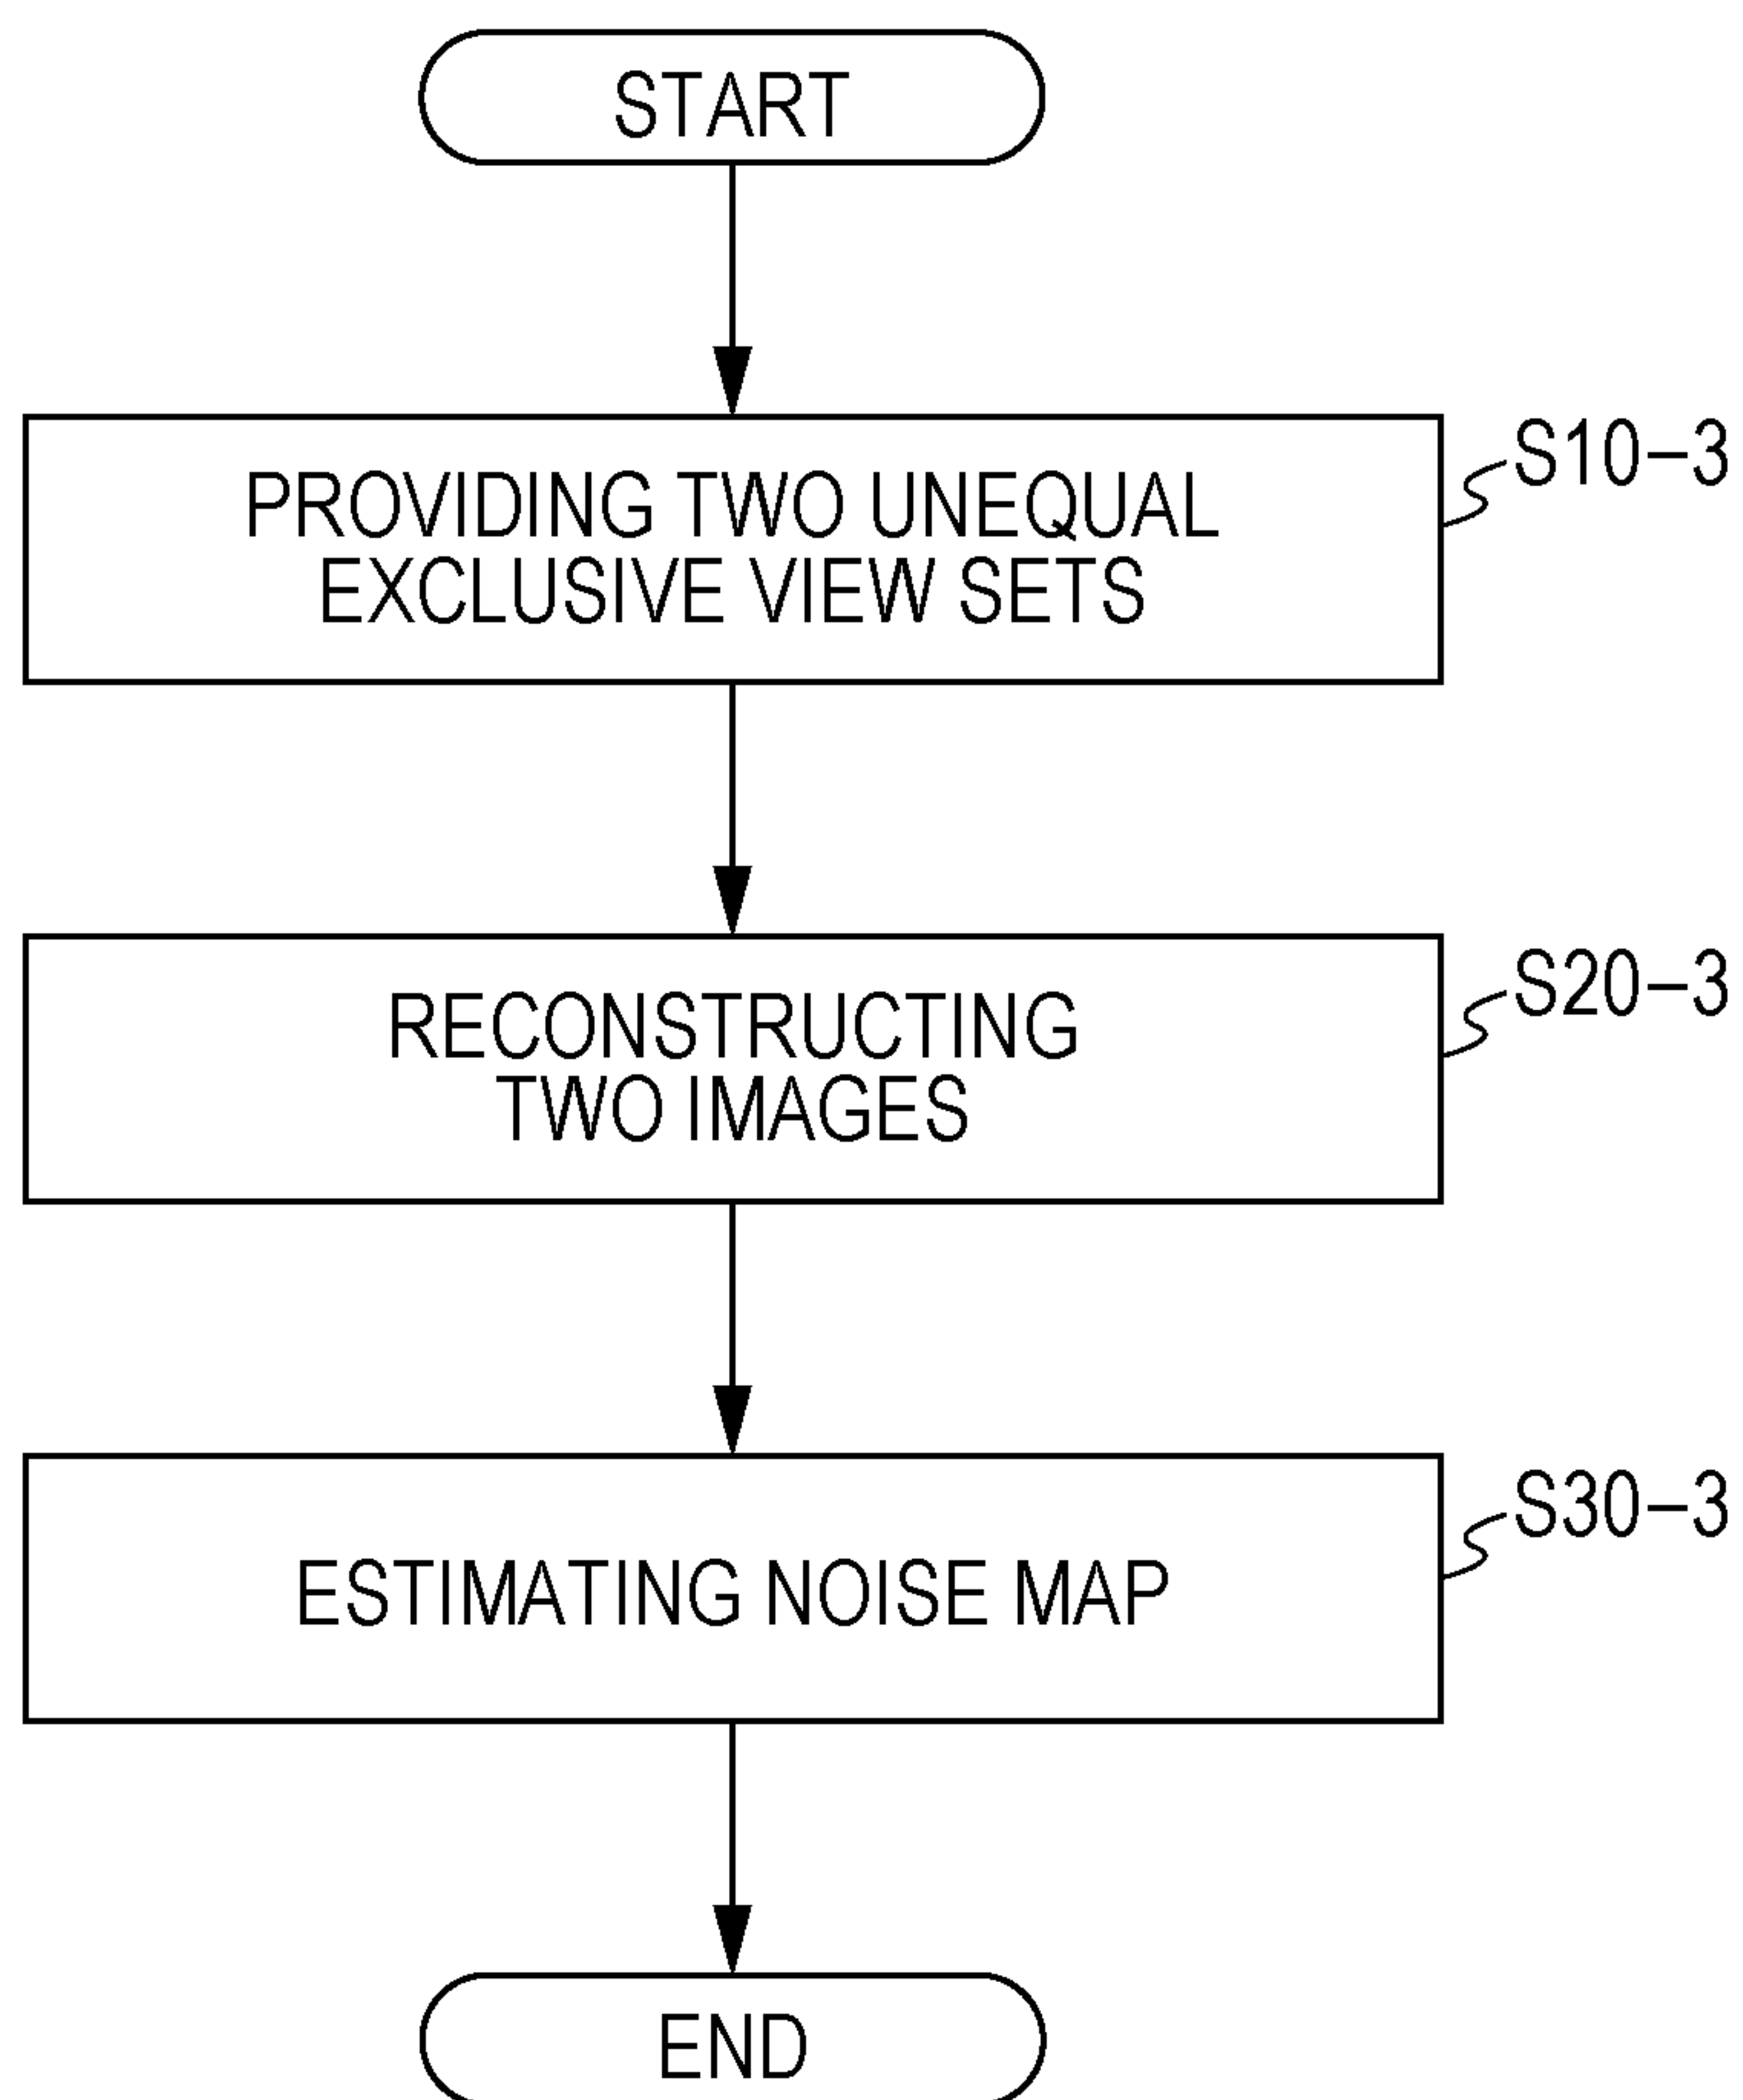 START
PROVIDING TWO UNEQUAL
EXCLUSIVE VIEW SETS
S10-3
RECONSTRUCTING
TWO IMAGES
S20-3
ESTIMATING NOISE MAP
S30-3
END